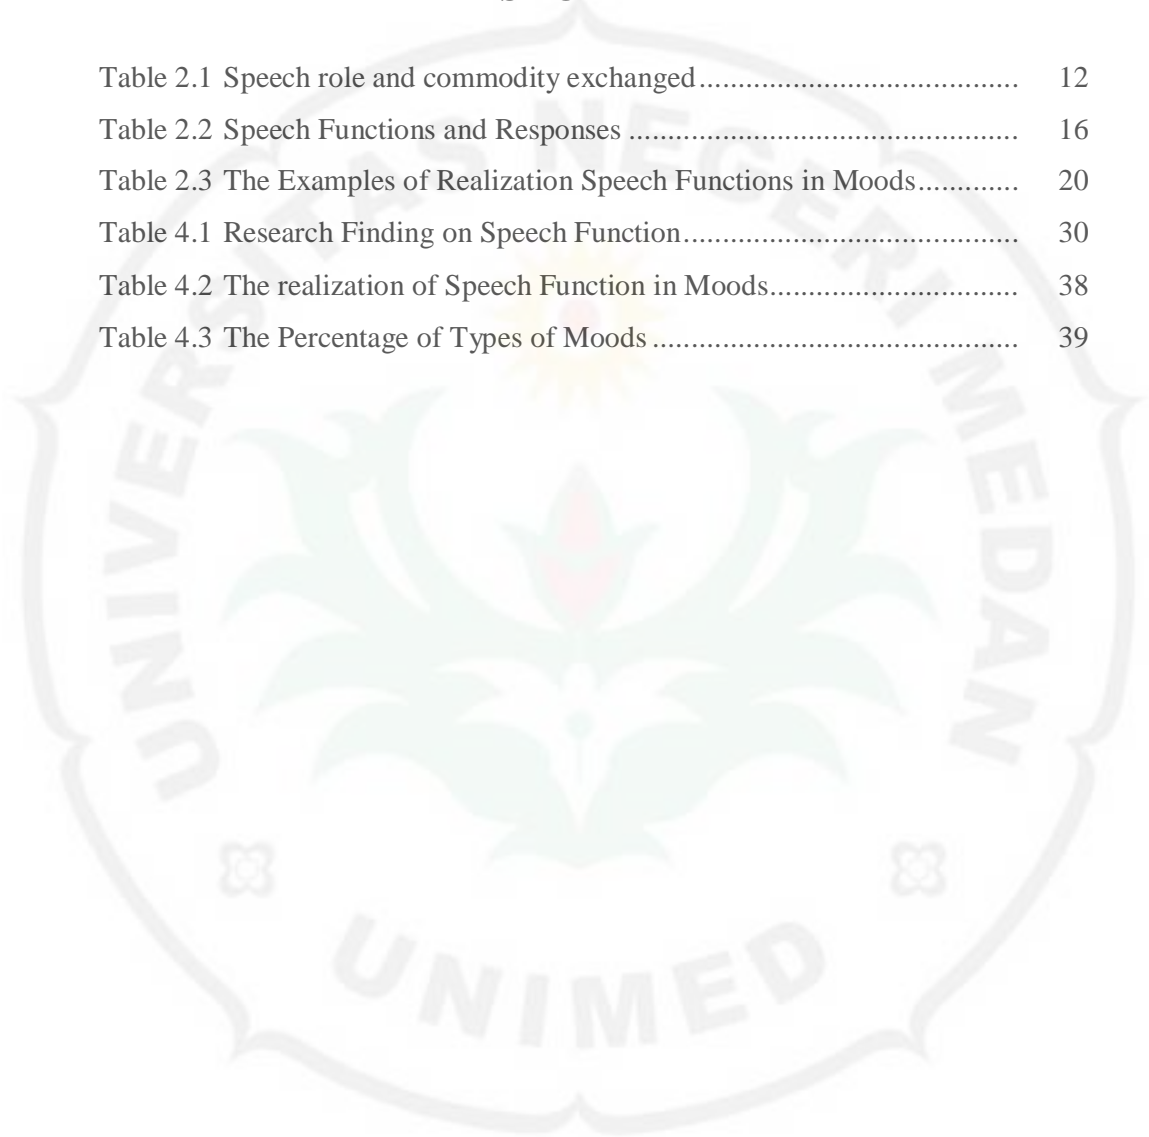 Table 2.1 Speech role and commodity exchanged..................................... 12
Table 2.2 Speech Functions and Responses ............................................. 16
Table 2.3 The Examples of Realization Speech Functions in Moods............. 20
Table 4.1 Research Finding on Speech Function....................................... 30
Table 4.2 The realization of Speech Function in Moods............................. 38
Table 4.3 The Percentage of Types of Moods .......................................... 39
UNIVERSITAS NEGERI MEDAN
UNIMED